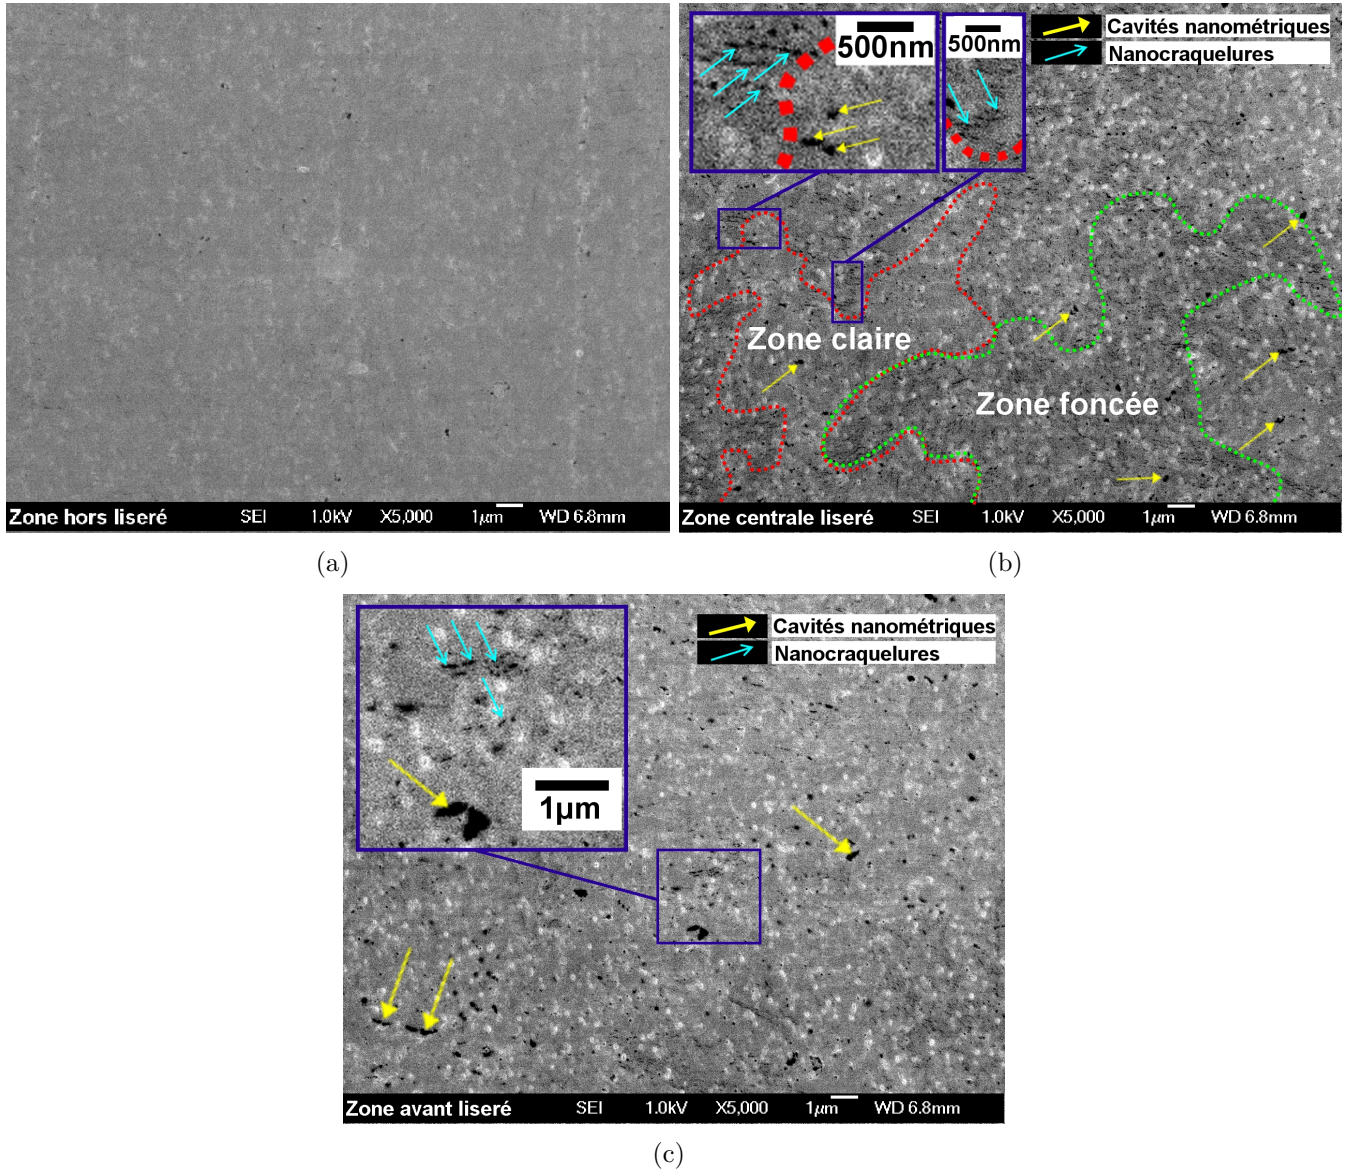 Zone hors liseré SEI 1.0kV X5,000 1µm WD 6.8mm
(a)
500nm
500nm
Cavités nanométriques
Nanocraquelures
Zone claire
Zone foncée
Zone centrale liseré SEI 1.0kV X5,000 1µm WD 6.8mm
(b)
Cavités nanométriques
Nanocraquelures
1µm
Zone avant liseré SEI 1.0kV X5,000 1µm WD 6.8mm
(c)